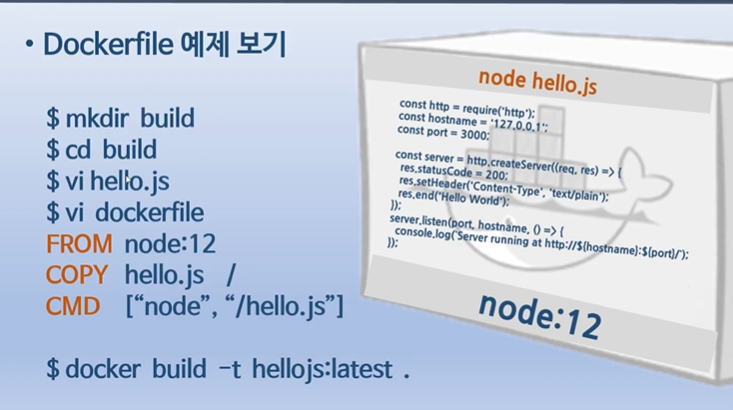 • Dockerfile 예제 보기
$ mkdir build
$ cd build
$ vi hello.js
$ vi dockerfile
FROM node:12
COPY hello.js /
CMD [“node”, “/hello.js”]
$ docker build -t hellojs:latest .
node hello.js
const http = require('http');
const hostname = '127.0.0.1';
const port = 3000;
const server = http.createServer((req, res) => {
res.statusCode = 200;
res.setHeader('Content-Type', 'text/plain');
res.end('Hello World');
});
server.listen(port, hostname, () => {
console.log(`Server running at http://${hostname}:${port}/`);
});
node:12